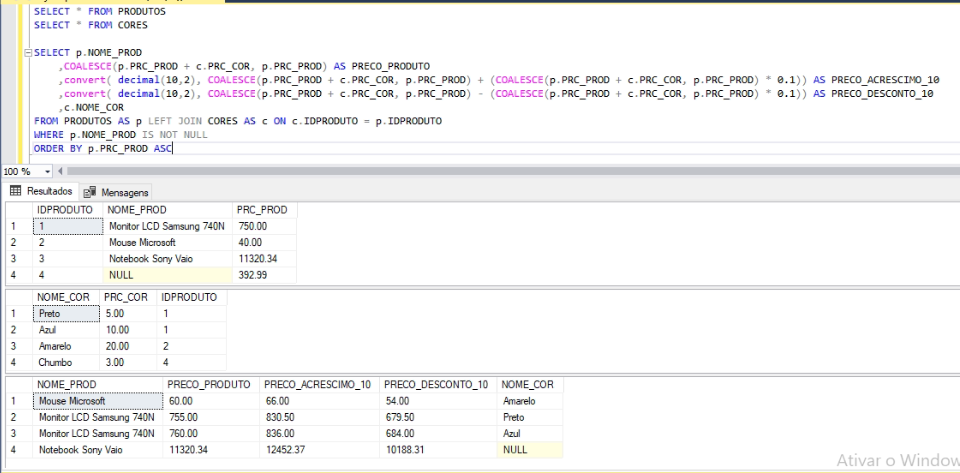 SELECT * FROM PRODUTOS
SELECT * FROM CORES
SELECT p.NOME_PROD
,COALESCE(p.PRC_PROD + c.PRC_COR, p.PRC_PROD) AS PRECO_PRODUTO
,convert( decimal(10,2), COALESCE(p.PRC_PROD + c.PRC_COR, p.PRC_PROD) + (COALESCE(p.PRC_PROD + c.PRC_COR, p.PRC_PROD) * 0.1)) AS PRECO_ACRESCIMO_10
,convert( decimal(10,2), COALESCE(p.PRC_PROD + c.PRC_COR, p.PRC_PROD) - (COALESCE(p.PRC_PROD + c.PRC_COR, p.PRC_PROD) * 0.1)) AS PRECO_DESCONTO_10
,c.NOME_COR
FROM PRODUTOS AS p LEFT JOIN CORES AS c ON c.IDPRODUTO = p.IDPRODUTO
WHERE p.NOME_PROD IS NOT NULL
ORDER BY p.PRC_PROD ASC
100 %
Resultados Mensagens
IDPRODUTO NOME_PROD PRC_PROD
1 1 Monitor LCD Samsung 740N 750.00
2 2 Mouse Microsoft 40.00
3 3 Notebook Sony Vaio 11320.34
4 4 NULL 392.99
NOME_COR PRC_COR IDPRODUTO
1 Preto 5.00 1
2 Azul 10.00 1
3 Amarelo 20.00 2
4 Chumbo 3.00 4
NOME_PROD PRECO_PRODUTO PRECO_ACRESCIMO_10 PRECO_DESCONTO_10 NOME_COR
1 Mouse Microsoft 60.00 66.00 54.00 Amarelo
2 Monitor LCD Samsung 740N 755.00 830.50 679.50 Preto
3 Monitor LCD Samsung 740N 760.00 836.00 684.00 Azul
4 Notebook Sony Vaio 11320.34 12452.37 10188.31 NULL
Ativar o Window